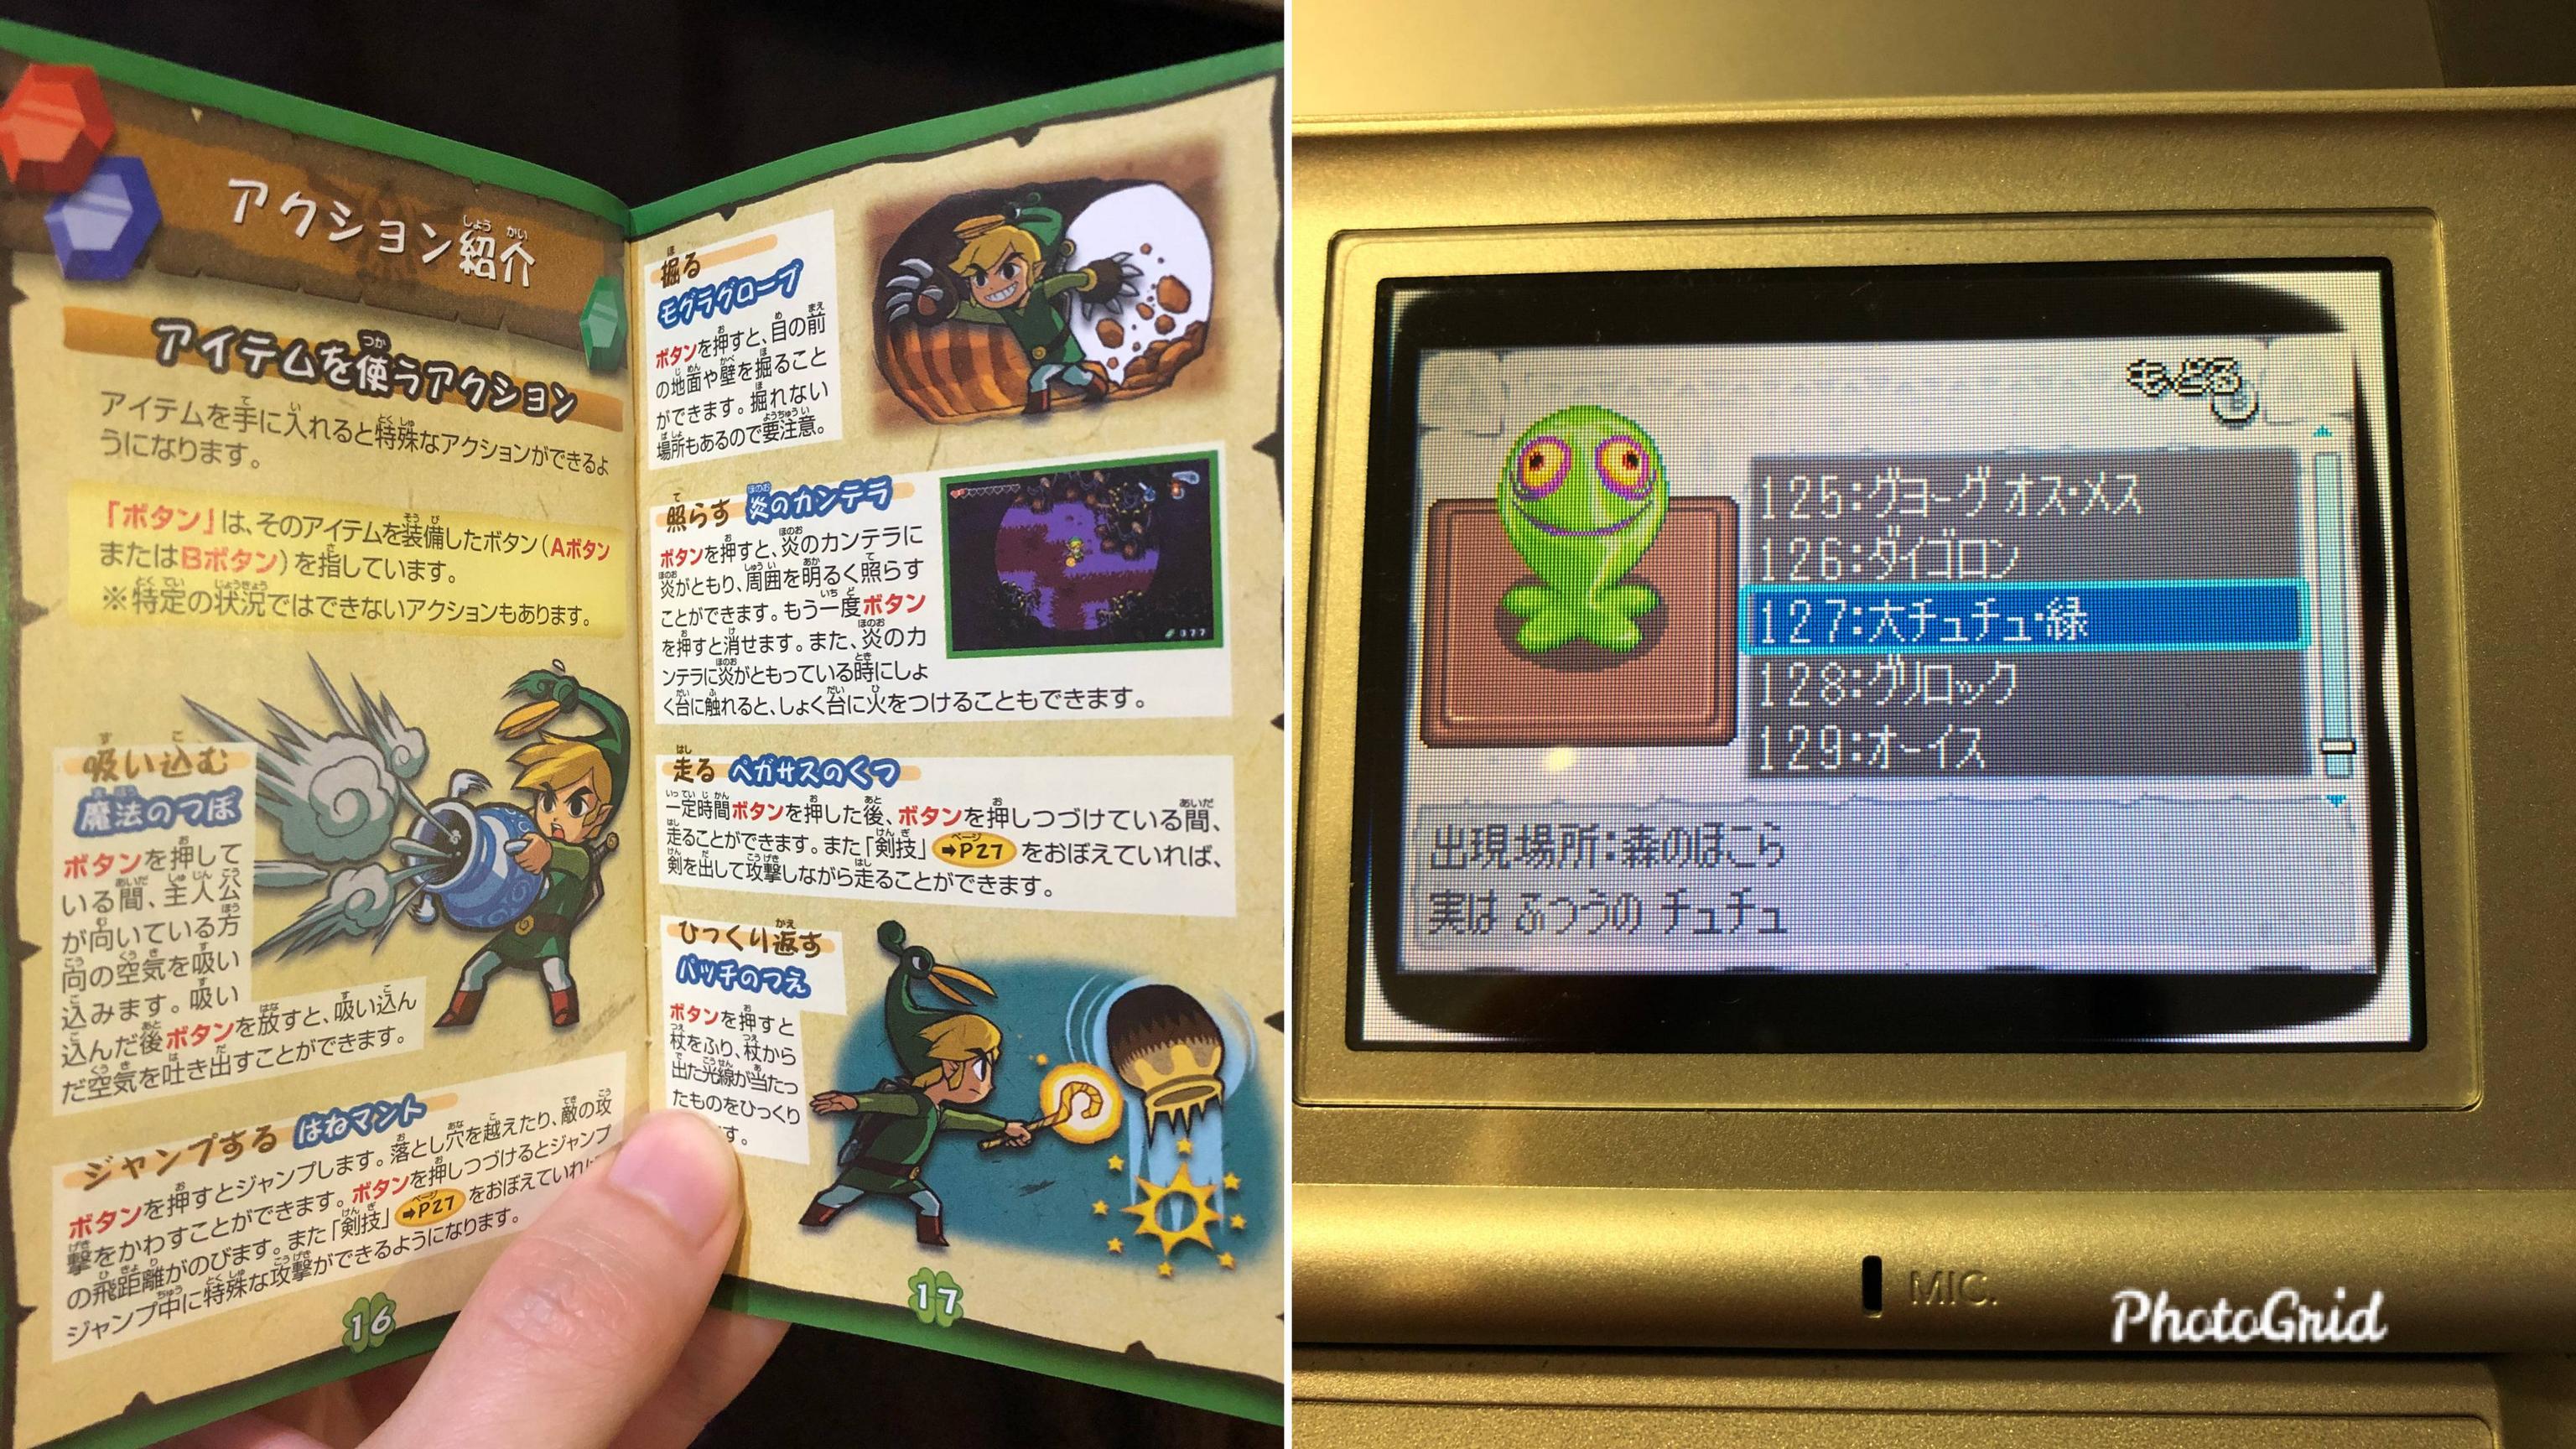 アクション紹介
アイテムを使うアクション
アイテムを手に入れると特殊なアクションができるよ
うになります。
「ボタン」は、そのアイテムを装備したボタン(Aボタン
またはBボタン)を指しています。
※特定の状況ではできないアクションもあります。
吸い込む
魔法のつぼ
ボタンを押して
いる間、主人公
が向いている方
向の空気を吸い
込みます。吸い
込んだ後ボタンを放すと、吸い込ん
だ空気を吐き出すことができます。
ジャンプする はねマント
ボタンを押すとジャンプします。落とし穴を越えたり、敵の攻
撃をかわすことができます。ボタンを押しつづけるとジャンプ
の飛距離がのびます。また「剣技」➡P27をおぼえていれば
ジャンプ中に特殊な攻撃ができるようになります。
16
掘る
モグラグローブ
ボタンを押すと、目の前
の地面や壁を掘ること
ができます。掘れない
場所もあるので要注意。
照らす 炎のカンテラ
ボタンを押すと、炎のカンテラに
炎がともり、周囲を明るく照らす
ことができます。もう一度ボタン
を押すと消せます。また、炎のカ
ンテラに炎がともっている時にしょ
く台に触れると、しょく台に火をつけることもできます。
走る ペガサスのくつ
一定時間ボタンを押した後、ボタンを押しつづけている間、
走ることができます。また「剣技」➡P27をおぼえていれば、
剣を出して攻撃しながら走ることができます。
ひっくり返す
パッチのつえ
ボタンを押すと
杖をふり、杖から
出た光線が当たっ
たものをひっくり
す。
17
もどる
125:グヨーグ オス・メス
126:ダイゴロン
127:大チュチュ・緑
128:グリロック
129:オーイス
出現場所:森のほこら
実は ふつうの チュチュ
MIC.
PhotoGrid